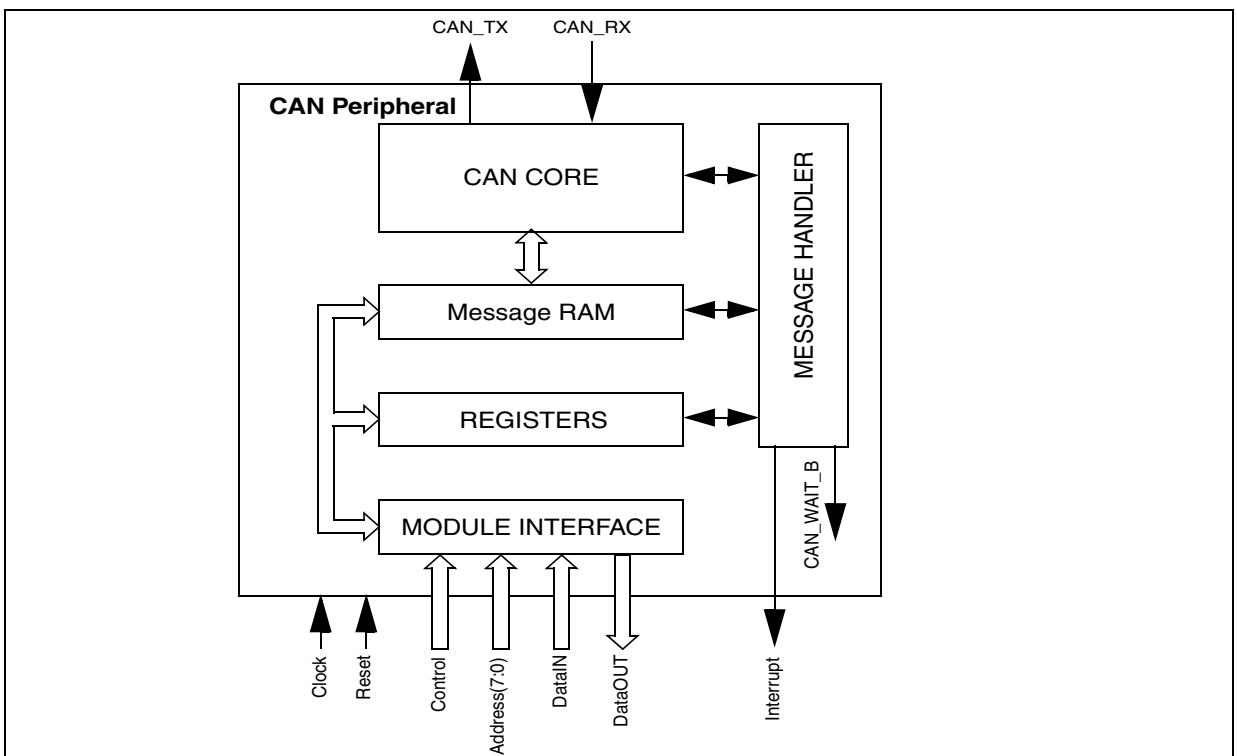 CAN_TX
CAN_RX
CAN Peripheral
CAN CORE
MESSAGE HANDLER
Message RAM
REGISTERS
MODULE INTERFACE
CAN_WAIT_B
Clock
Reset
Control
Address(7:0)
DataIN
DataOUT
Interrupt